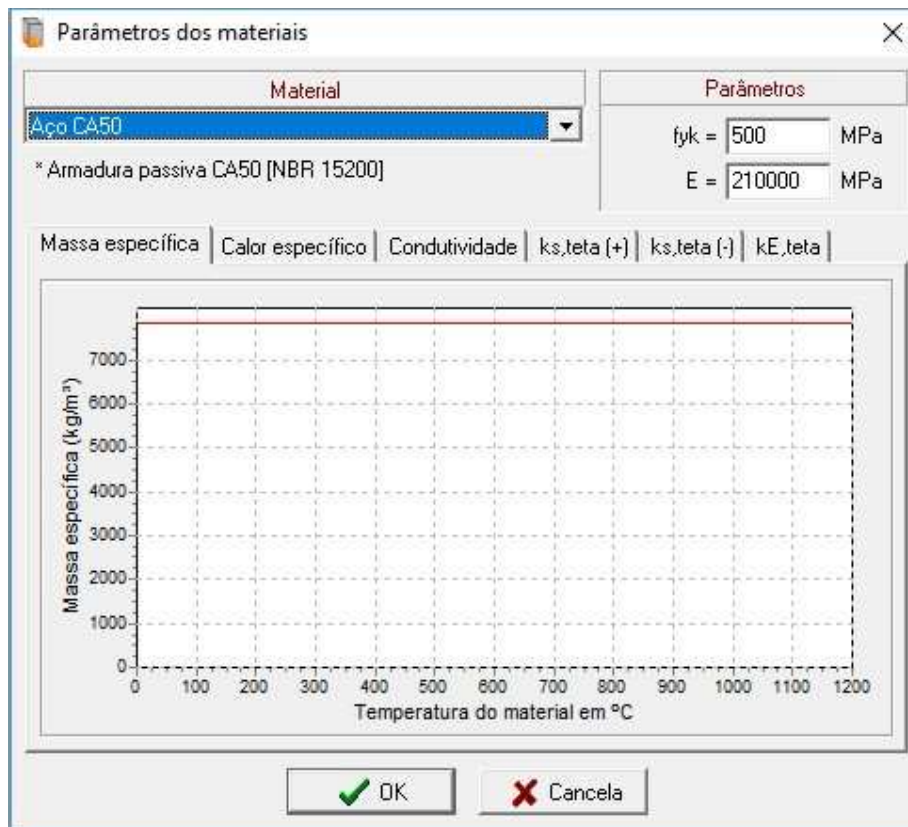 Parâmetros dos materiais
Material
Aço CA50
* Armadura passiva CA50 [NBR 15200]
Parâmetros
fyk = 500 MPa
E = 210000 MPa
Massa específica Calor específico Condutividade ks,teta (+) ks,teta (-) kE,teta
Massa específica (kg/m³)
7000
6000
5000
4000
3000
2000
1000
0
0 100 200 300 400 500 600 700 800 900 1000 1100 1200
Temperatura do material em ºC
OK Cancela